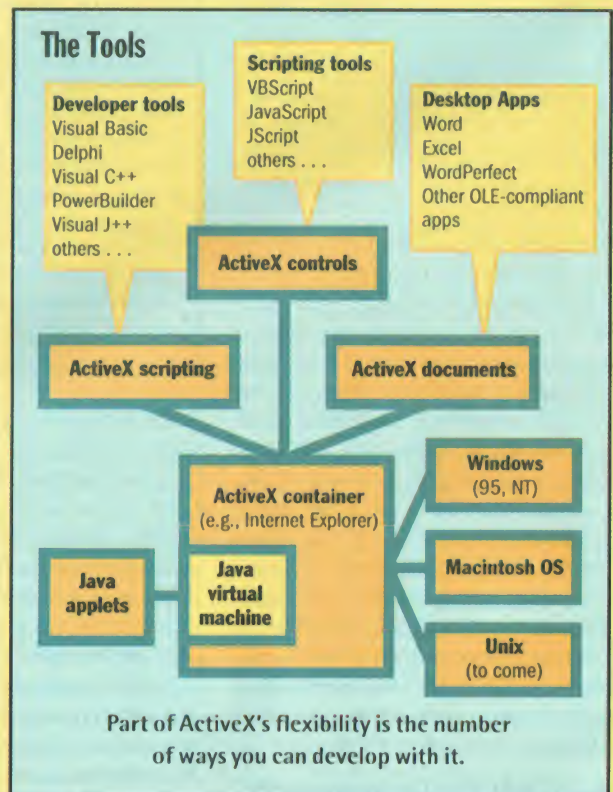 The Tools
Developer tools
Visual Basic
Delphi
Visual C++
PowerBuilder
Visual J++
others . . .
Scripting tools
VBScript
JavaScript
JScript
others . . .
Desktop Apps
Word
Excel
WordPerfect
Other OLE-compliant
apps
ActiveX controls
ActiveX scripting
ActiveX documents
ActiveX container
(e.g., Internet Explorer)
Java
applets
Java
virtual
machine
Windows
(95, NT)
Macintosh OS
Unix
(to come)
Part of ActiveX's flexibility is the number
of ways you can develop with it.